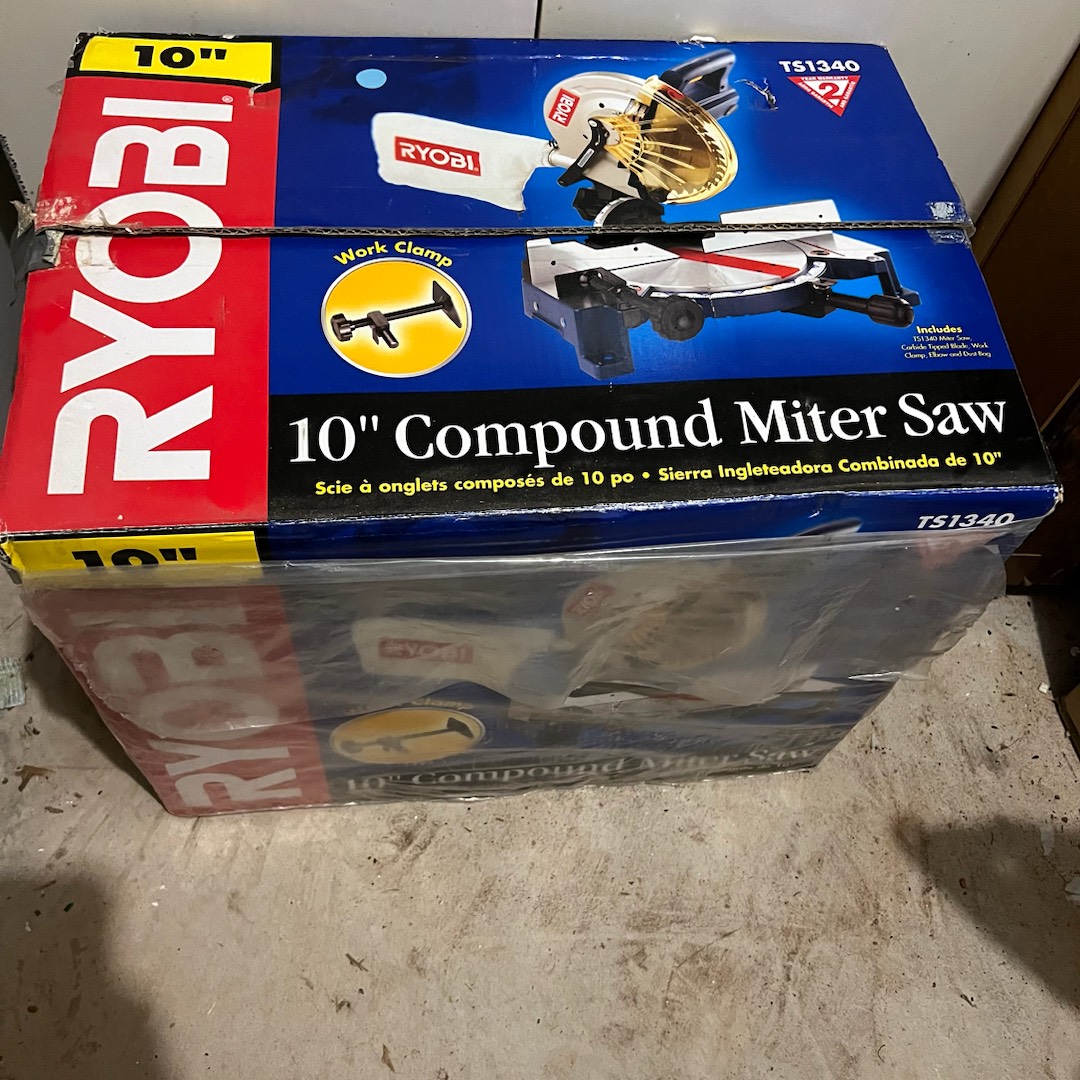 10"
RYOBI®
TS1340
YEAR WARRANTY
2
RYOBI
RYOBI
Work Clamp
Includes
TS1340 Miter Saw,
Carbide Tipped Blade, Work
Clamp, Elbow and Dust Bag
10" Compound Miter Saw
Scie à onglets composés de 10 po • Sierra Ingleteadora Combinada de 10"
10"
TS1340
RYOBI
RYOBI
10" Compound Miter Saw